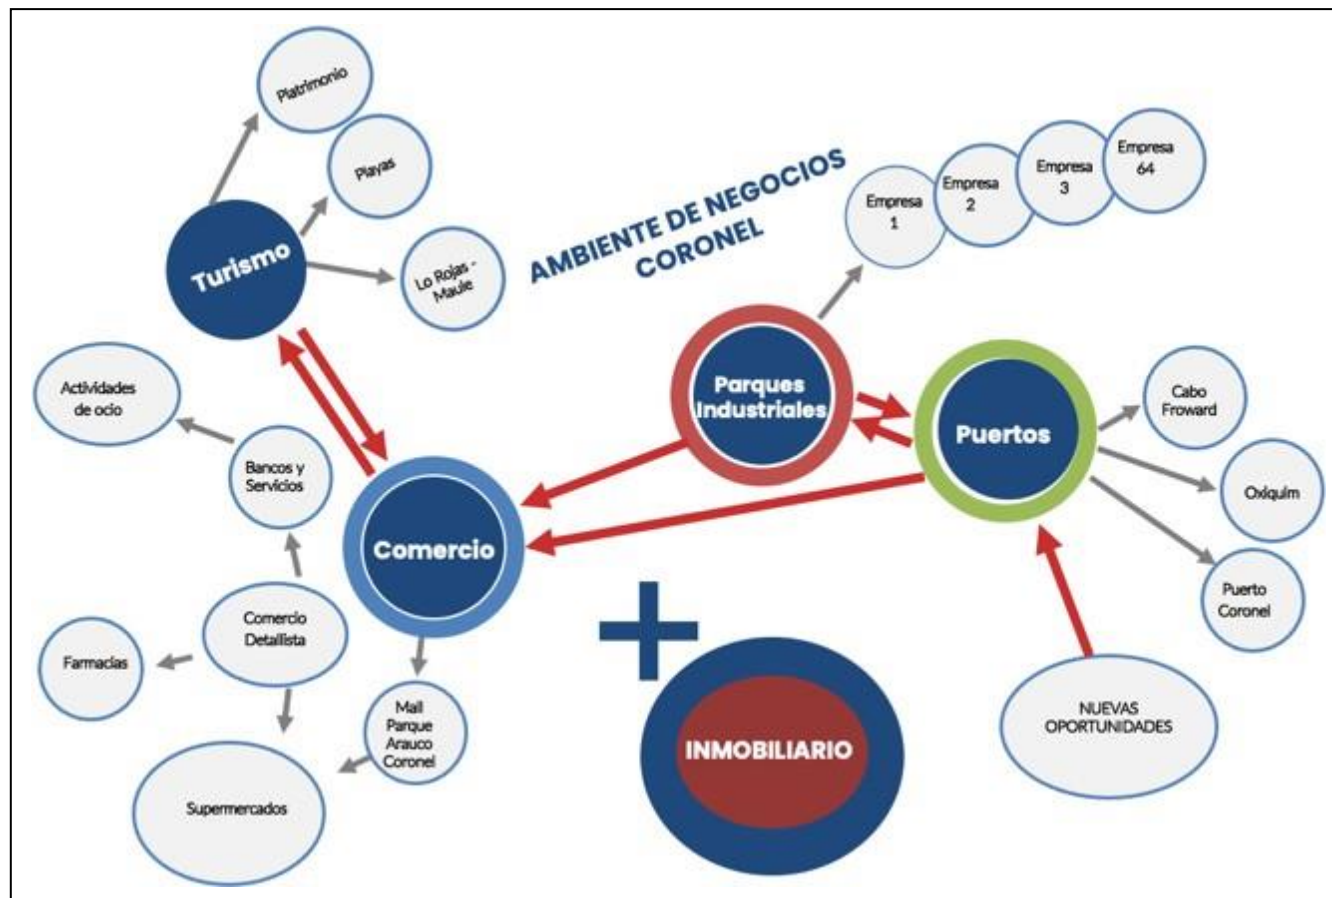 Platrimonio
Playas
Turismo
Lo Rojas -
Maule
AMBIENTE DE NEGOCIOS
CORONEL
Empresa
1
Empresa
2
Empresa
3
Empresa
64
Parques
Industriales
Puertos
Cabo
Froward
Oxiquim
Puerto
Coronel
NUEVAS
OPORTUNIDADES
Actividades
de ocio
Bancos y
Servicios
Comercio
Comercio
Detallista
Farmacias
Mall
Parque
Arauco
Coronel
Supermercados
INMOBILIARIO